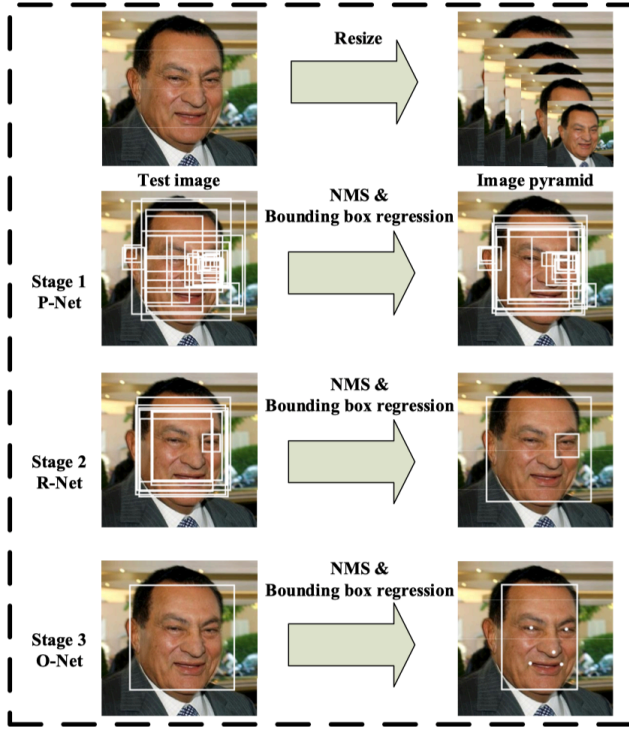 Resize
Test image
Image pyramid
NMS &
Bounding box regression
Stage 1
P-Net
NMS &
Bounding box regression
Stage 2
R-Net
NMS &
Bounding box regression
Stage 3
O-Net